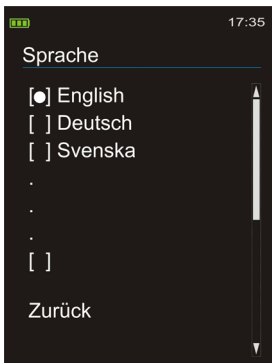 17:35
Sprache
[●] English
[ ] Deutsch
[ ] Svenska
.
.
.
[ ]
Zurück